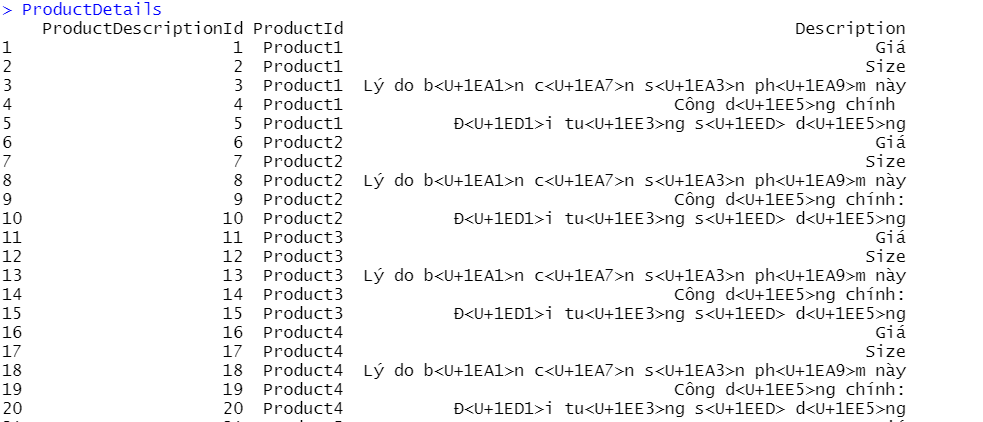 > ProductDetails
ProductDescriptionId ProductId Description
1 1 Product1 Giá
2 2 Product1 Size
3 3 Product1 Lý do b<U+1EA1>n c<U+1EA7>n s<U+1EA3>n ph<U+1EA9>m này
4 4 Product1 Công d<U+1EE5>ng chính
5 5 Product1 Ð<U+1ED1>i tu<U+1EE3>ng s<U+1EED> d<U+1EE5>ng
6 6 Product2 Giá
7 7 Product2 Size
8 8 Product2 Lý do b<U+1EA1>n c<U+1EA7>n s<U+1EA3>n ph<U+1EA9>m này
9 9 Product2 Công d<U+1EE5>ng chính:
10 10 Product2 Ð<U+1ED1>i tu<U+1EE3>ng s<U+1EED> d<U+1EE5>ng
11 11 Product3 Giá
12 12 Product3 Size
13 13 Product3 Lý do b<U+1EA1>n c<U+1EA7>n s<U+1EA3>n ph<U+1EA9>m này
14 14 Product3 Công d<U+1EE5>ng chính:
15 15 Product3 Ð<U+1ED1>i tu<U+1EE3>ng s<U+1EED> d<U+1EE5>ng
16 16 Product4 Giá
17 17 Product4 Size
18 18 Product4 Lý do b<U+1EA1>n c<U+1EA7>n s<U+1EA3>n ph<U+1EA9>m này
19 19 Product4 Công d<U+1EE5>ng chính:
20 20 Product4 Ð<U+1ED1>i tu<U+1EE3>ng s<U+1EED> d<U+1EE5>ng